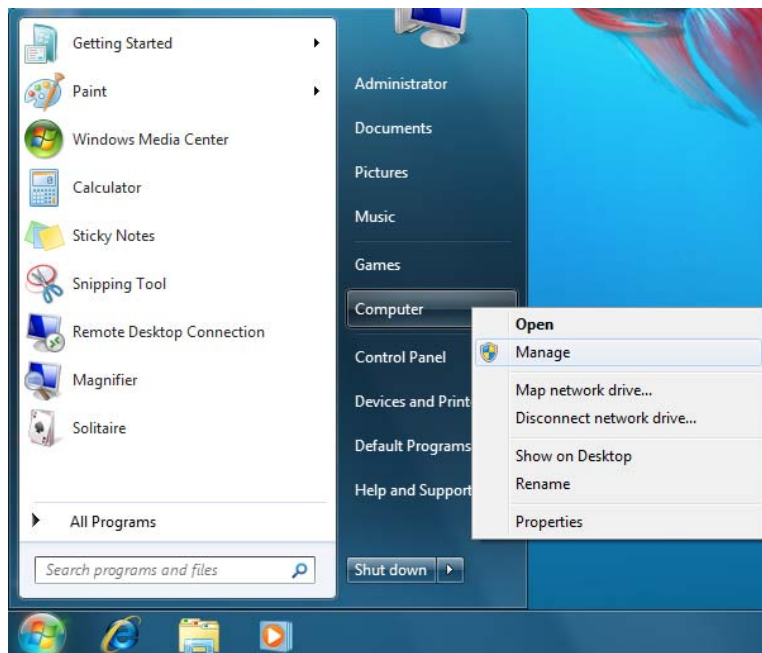 Getting Started
Paint
Windows Media Center
Calculator
Sticky Notes
Snipping Tool
Remote Desktop Connection
Magnifier
Solitaire
All Programs
Search programs and files
Administrator
Documents
Pictures
Music
Games
Computer
Control Panel
Devices and Print
Default Programs
Help and Support
Shut down
Open
Manage
Map network drive...
Disconnect network drive...
Show on Desktop
Rename
Properties